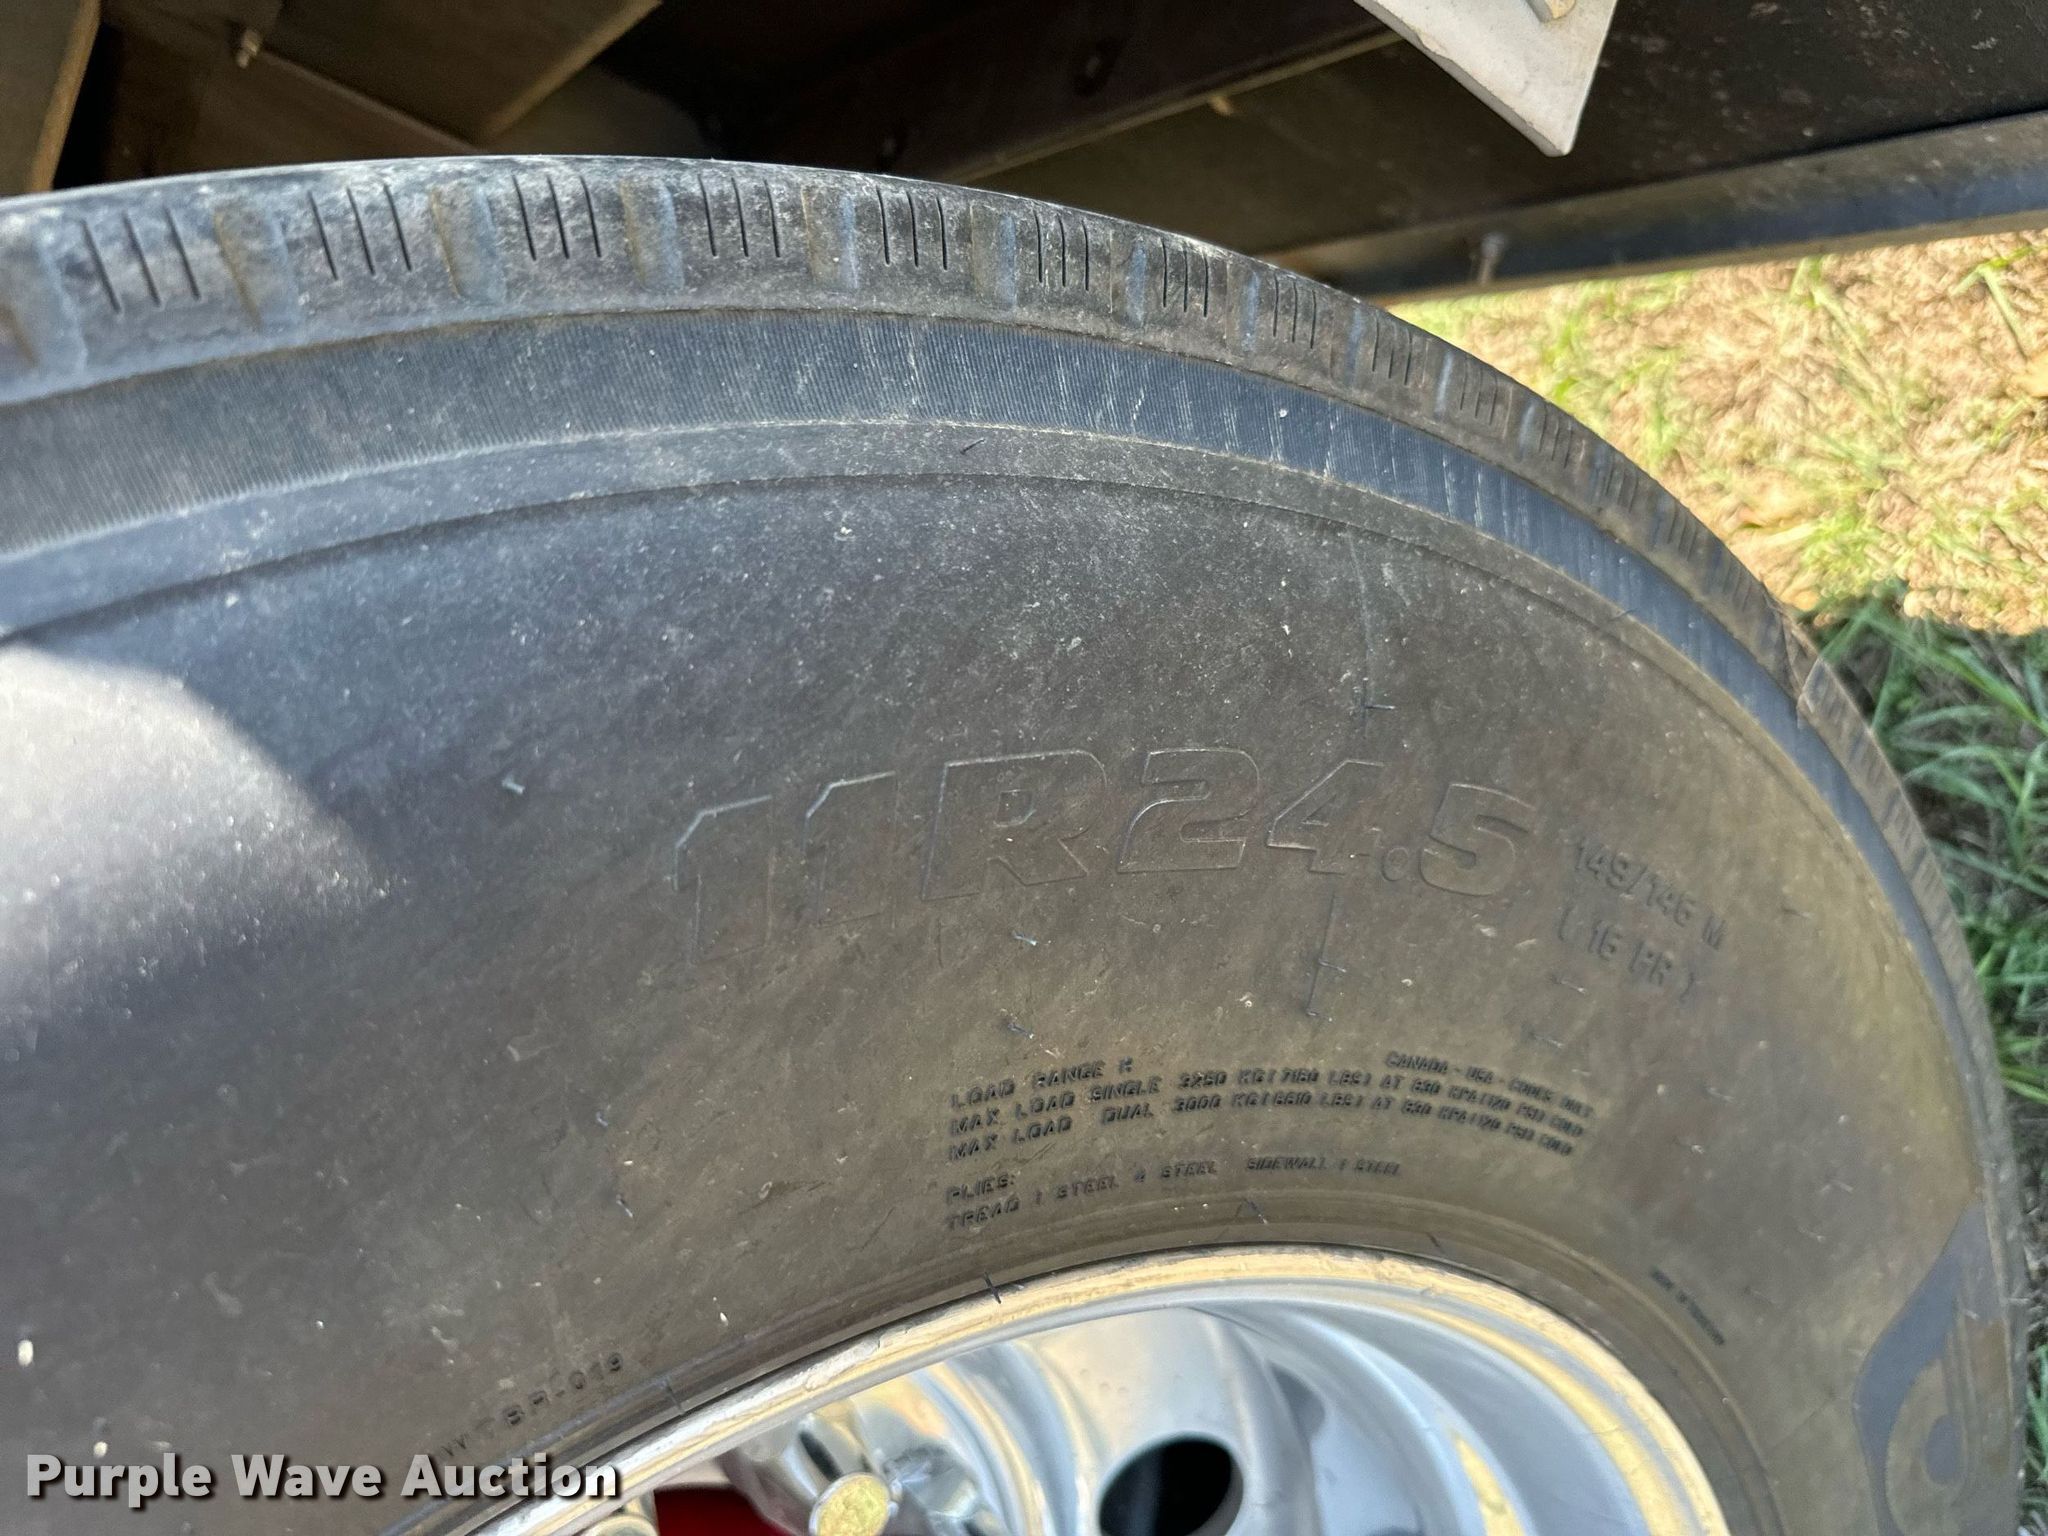 11R24.5
149/146 M
( 16 PR )
LOAD RANGE H CANADA - USA - CODES ONLY
MAX LOAD SINGLE 3250 KG ( 7160 LBS ) AT 830 KPA ( 120 PSI ) COLD
MAX LOAD DUAL 3000 KG ( 6610 LBS ) AT 830 KPA ( 120 PSI ) COLD
PLIES:
TREAD 1 STEEL 4 STEEL SIDEWALL 1 STEEL
Purple Wave Auction